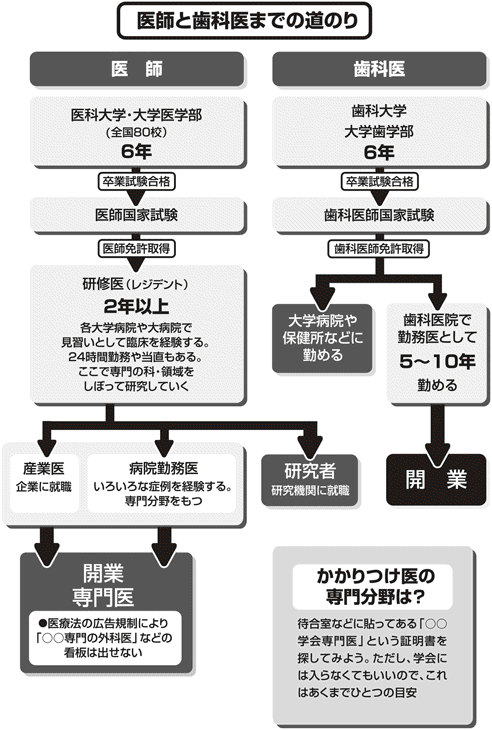 医師と歯科医までの道のり
医師
医科大学・大学医学部
(全国80校)
6年
卒業試験合格
医師国家試験
医師免許取得
研修医(レジデント)
2年以上
各大学病院や大病院で
見習いとして臨床を経験する。
24時間勤務や当直もある。
ここで専門の科・領域を
しぼって研究していく
産業医
企業に就職
病院勤務医
いろいろな症例を経験する。
専門分野をもつ
研究者
研究機関に就職
開業
専門医
●医療法の広告規制により
「○○専門の外科医」などの
看板は出せない
歯科医
歯科大学
大学歯学部
6年
卒業試験合格
歯科医師国家試験
歯科医師免許取得
大学病院や
保健所などに
勤める
歯科医院で
勤務医として
5〜10年
勤める
開業
かかりつけ医の
専門分野は?
待合室などに貼ってある「○○
学会専門医」という証明書を
探してみよう。ただし、学会に
は入らなくてもいいので、これ
はあくまでひとつの目安